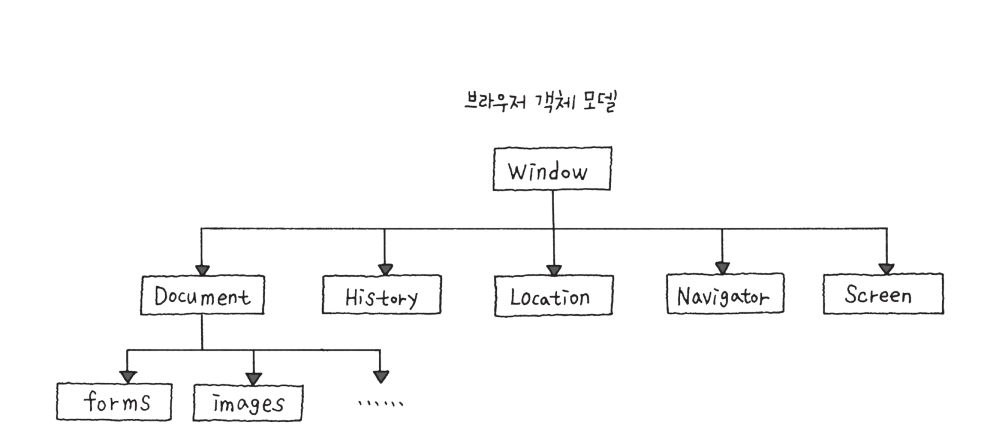 브라우저 객체 모델
Window
Document History Location Navigator Screen
forms images ......